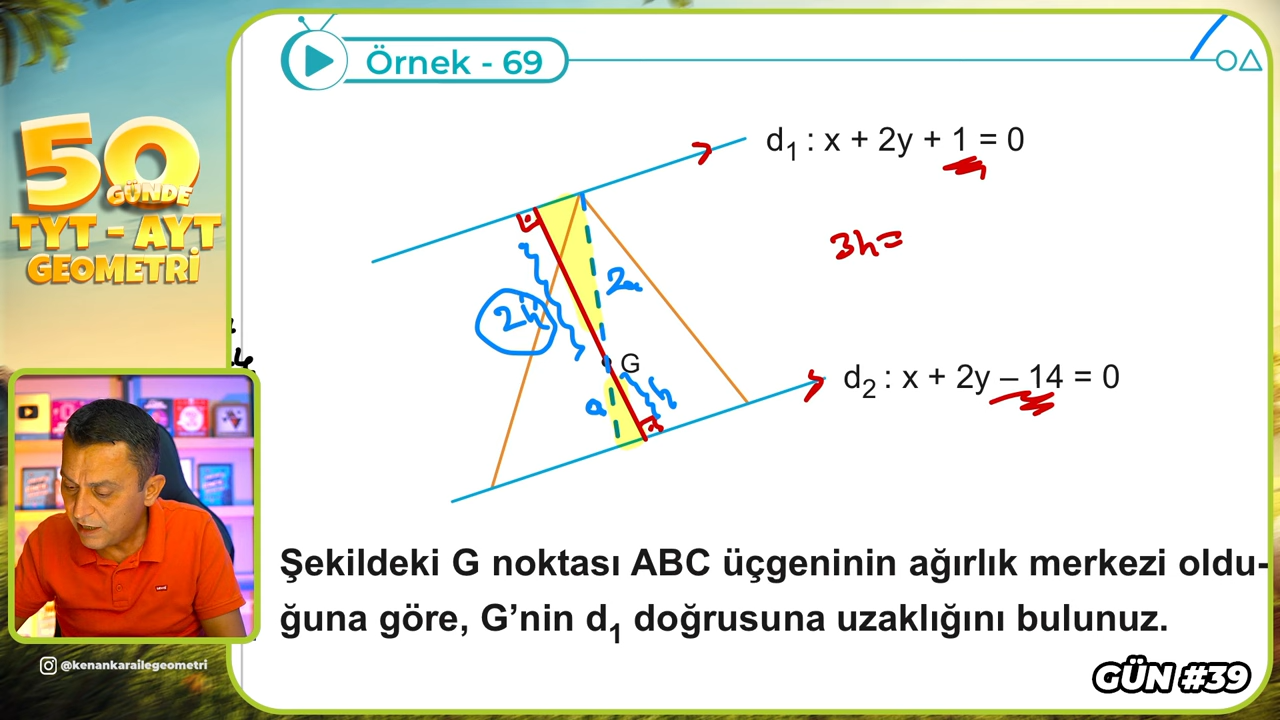 Örnek - 69
50
GÜNDE
TYT - AYT
GEOMETRİ
d1 : x + 2y + 1 = 0
3h=
2a
2h
G
a
h
d2 : x + 2y – 14 = 0
Şekildeki G noktası ABC üçgeninin ağırlık merkezi oldu-
ğuna göre, G’nin d1 doğrusuna uzaklığını bulunuz.
@kenankarailegeometri
GÜN #39